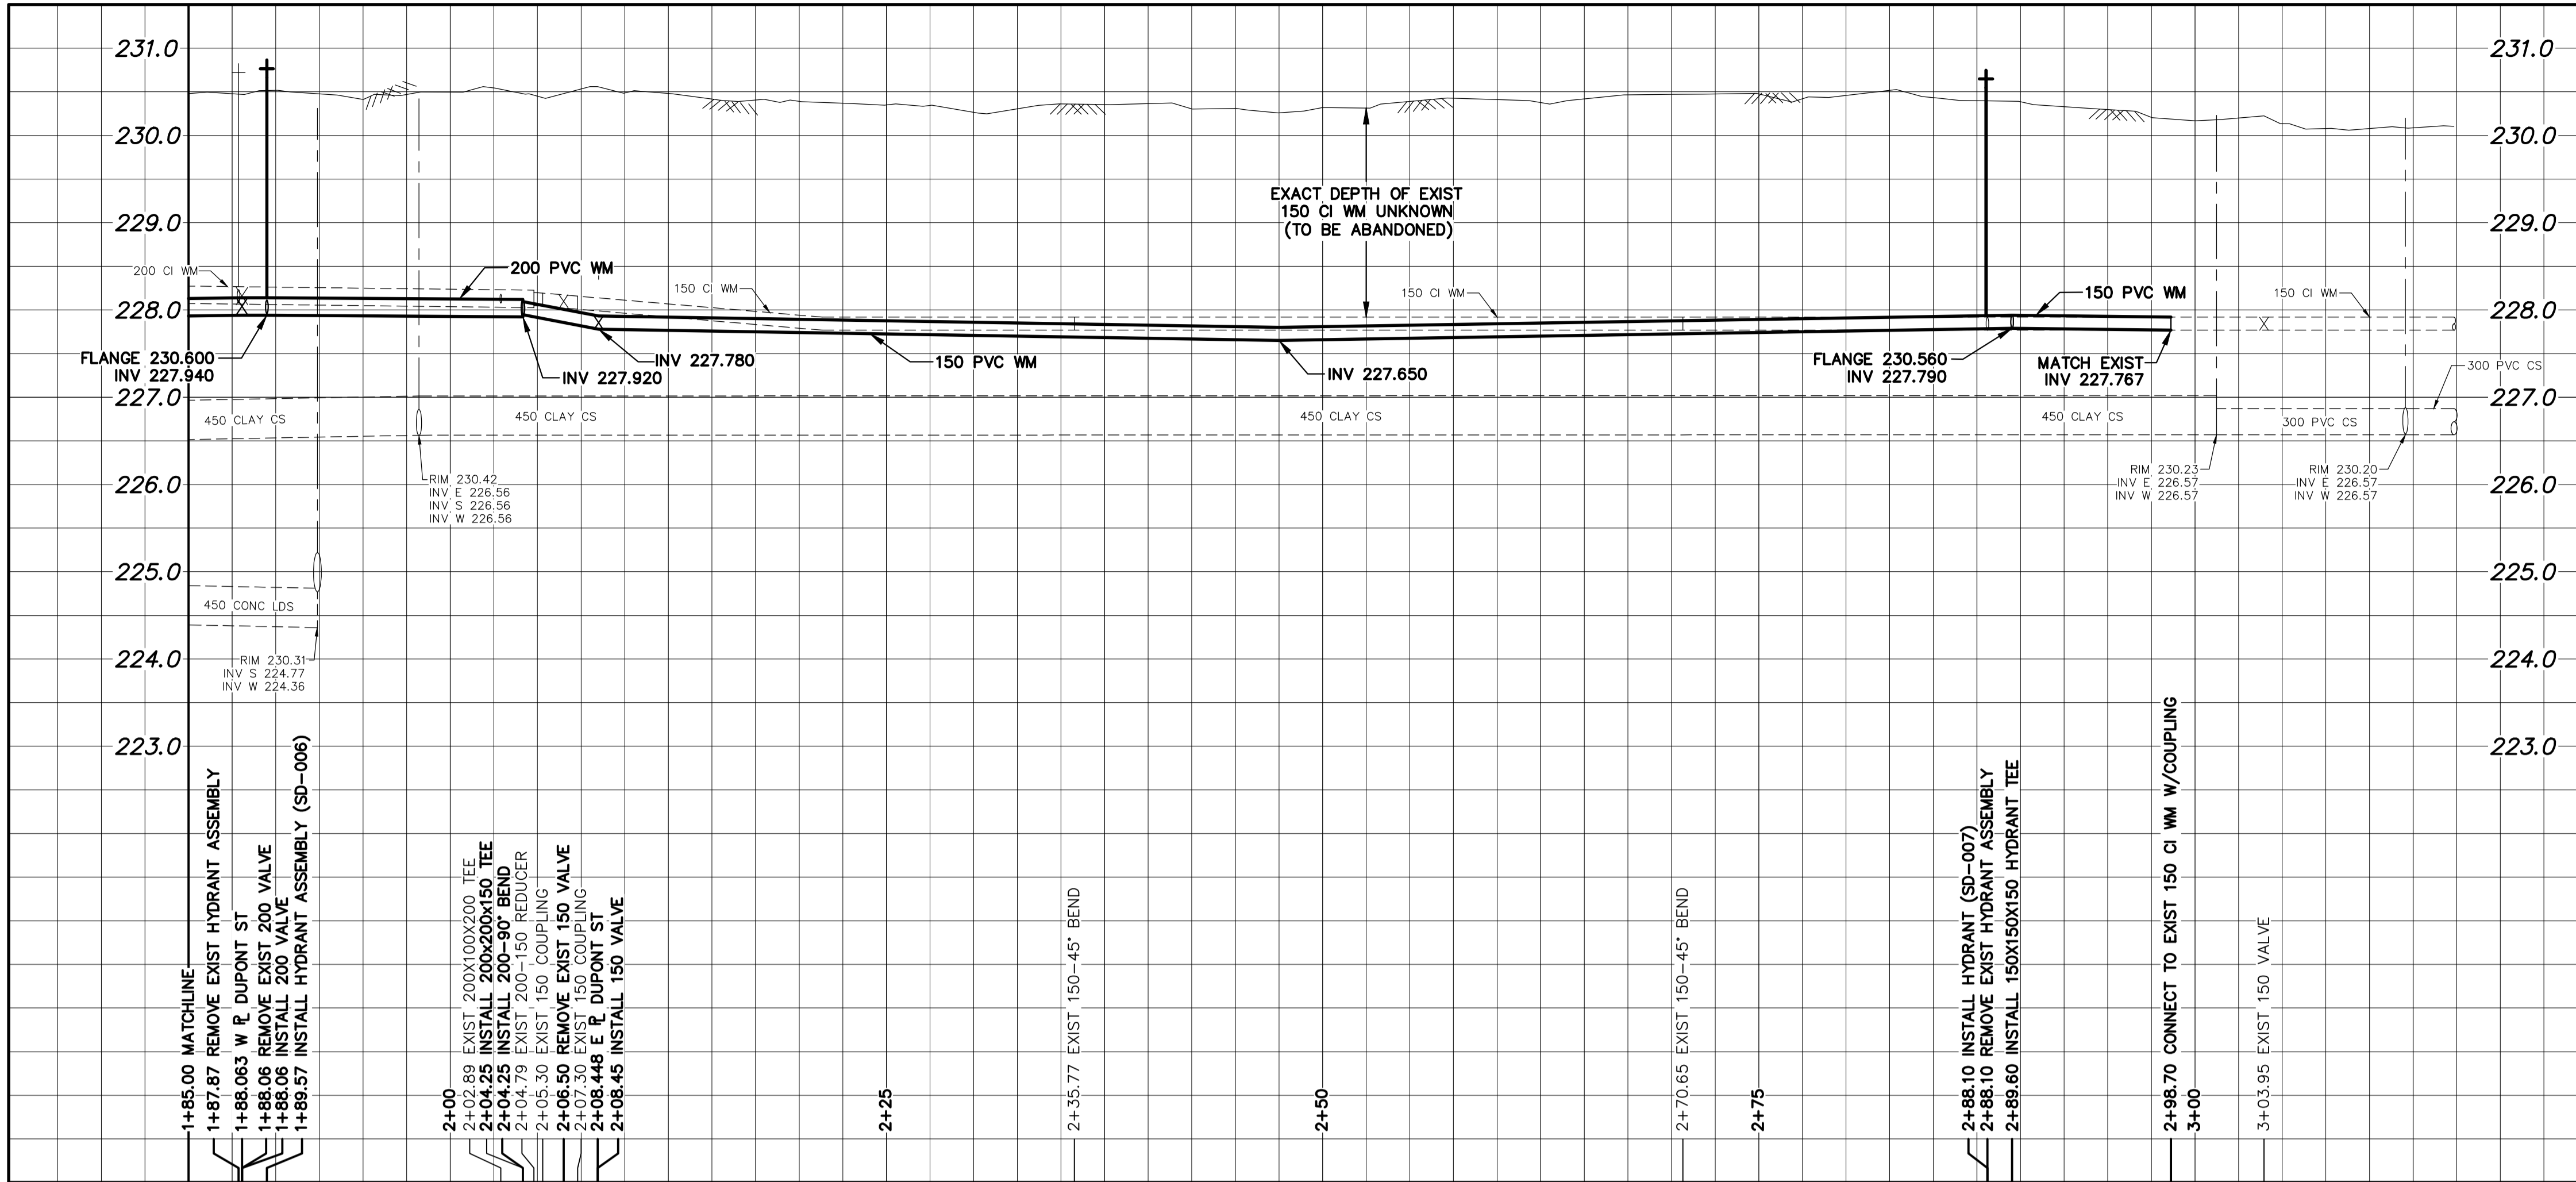 231.0
231.0
230.0
230.0
EXACT DEPTH OF EXIST
150 CI WM UNKNOWN
(TO BE ABANDONED)
229.0
229.0
200 CI WM
200 PVC WM
150 CI WM
150 CI WM
150 PVC WM
150 CI WM
228.0
228.0
FLANGE 230.600
INV 227.940
INV 227.920
INV 227.780
150 PVC WM
INV 227.650
FLANGE 230.560
INV 227.790
MATCH EXIST
INV 227.767
300 PVC CS
227.0
227.0
450 CLAY CS
450 CLAY CS
450 CLAY CS
450 CLAY CS
300 PVC CS
RIM 230.42
INV E 226.56
INV S 226.56
INV W 226.56
RIM 230.23
INV E 226.57
INV W 226.57
RIM 230.20
INV E 226.57
INV W 226.57
226.0
226.0
225.0
225.0
450 CONC LDS
RIM 230.31
INV S 224.77
INV W 224.36
224.0
224.0
223.0
223.0
1+85.00 MATCHLINE
1+87.87 REMOVE EXIST HYDRANT ASSEMBLY
1+88.063 W PL DUPONT ST
1+88.06 REMOVE EXIST 200 VALVE
1+88.06 INSTALL 200 VALVE
1+89.57 INSTALL HYDRANT ASSEMBLY (SD-006)
2+00
2+02.89 EXIST 200X100X200 TEE
2+04.25 INSTALL 200x200x150 TEE
2+04.25 INSTALL 200-90° BEND
2+04.79 EXIST 200-150 REDUCER
2+05.30 EXIST 150 COUPLING
2+06.50 REMOVE EXIST 150 VALVE
2+07.30 EXIST 150 COUPLING
2+08.448 E PL DUPONT ST
2+08.45 INSTALL 150 VALVE
2+25
2+35.77 EXIST 150-45° BEND
2+50
2+70.65 EXIST 150-45° BEND
2+75
2+88.10 INSTALL HYDRANT (SD-007)
2+88.10 REMOVE EXIST HYDRANT ASSEMBLY
2+89.60 INSTALL 150X150X150 HYDRANT TEE
2+98.70 CONNECT TO EXIST 150 CI WM W/COUPLING
3+00
3+03.95 EXIST 150 VALVE